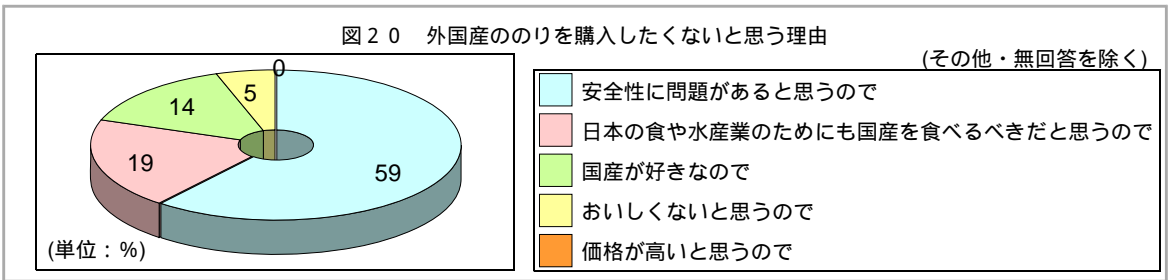 図２０　外国産ののりを購入したくないと思う理由
(その他・無回答を除く)
0
5
14
19
59
(単位：%)
安全性に問題があると思うので
日本の食や水産業のためにも国産を食べるべきだと思うので
国産が好きなので
おいしくないと思うので
価格が高いと思うので